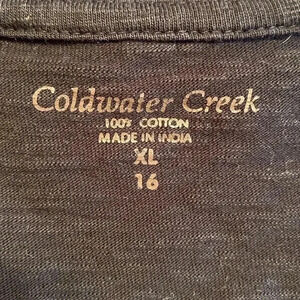 Coldwater Creek
100% COTTON
MADE IN INDIA
XL
16